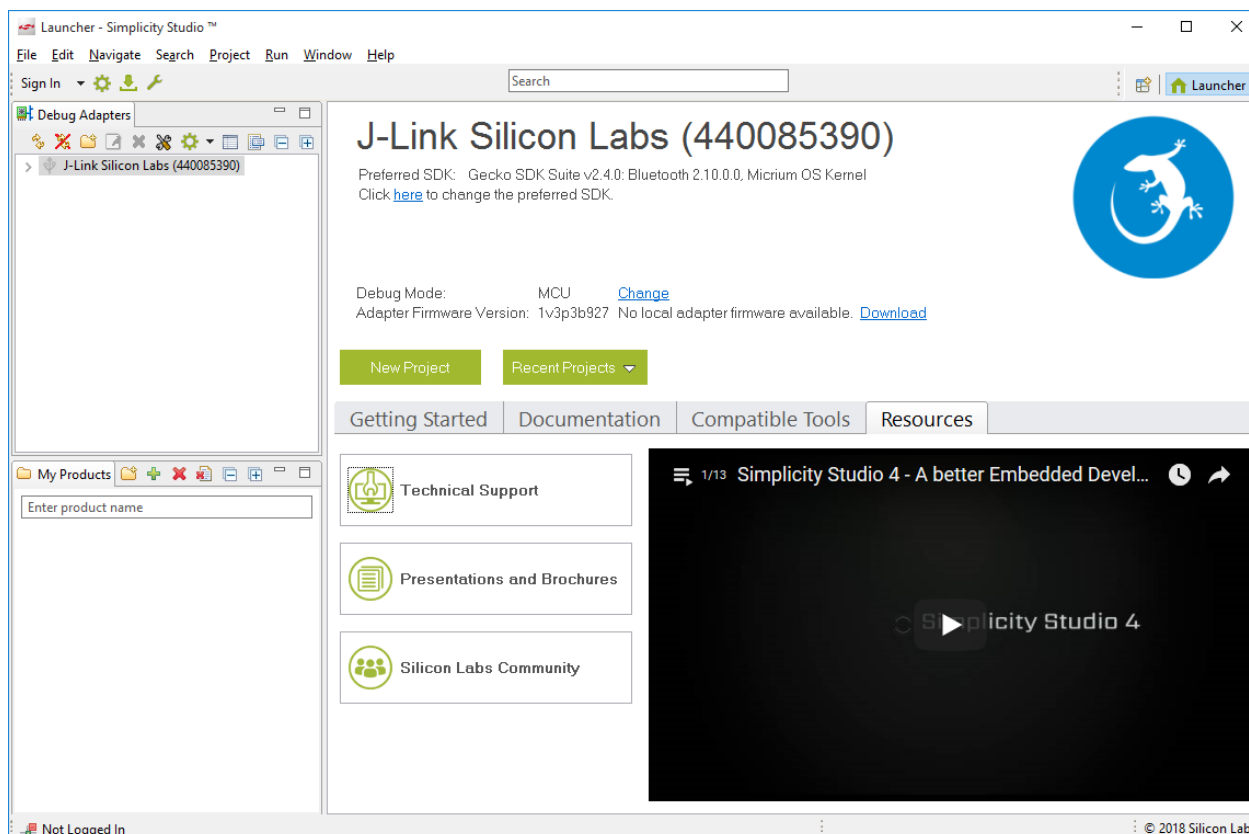 Launcher - Simplicity Studio ™
File Edit Navigate Search Project Run Window Help
Sign In
Search
Launcher
Debug Adapters
J-Link Silicon Labs (440085390)
J-Link Silicon Labs (440085390)
Preferred SDK: Gecko SDK Suite v2.4.0: Bluetooth 2.10.0.0, Micrium OS Kernel
Click here to change the preferred SDK.
Debug Mode: MCU Change
Adapter Firmware Version: 1v3p3b927 No local adapter firmware available. Download
New Project
Recent Projects
Getting Started Documentation Compatible Tools Resources
My Products
Enter product name
Technical Support
Presentations and Brochures
Silicon Labs Community
1/13 Simplicity Studio 4 - A better Embedded Devel...
Simplicity Studio 4
Not Logged In
© 2018 Silicon Lab